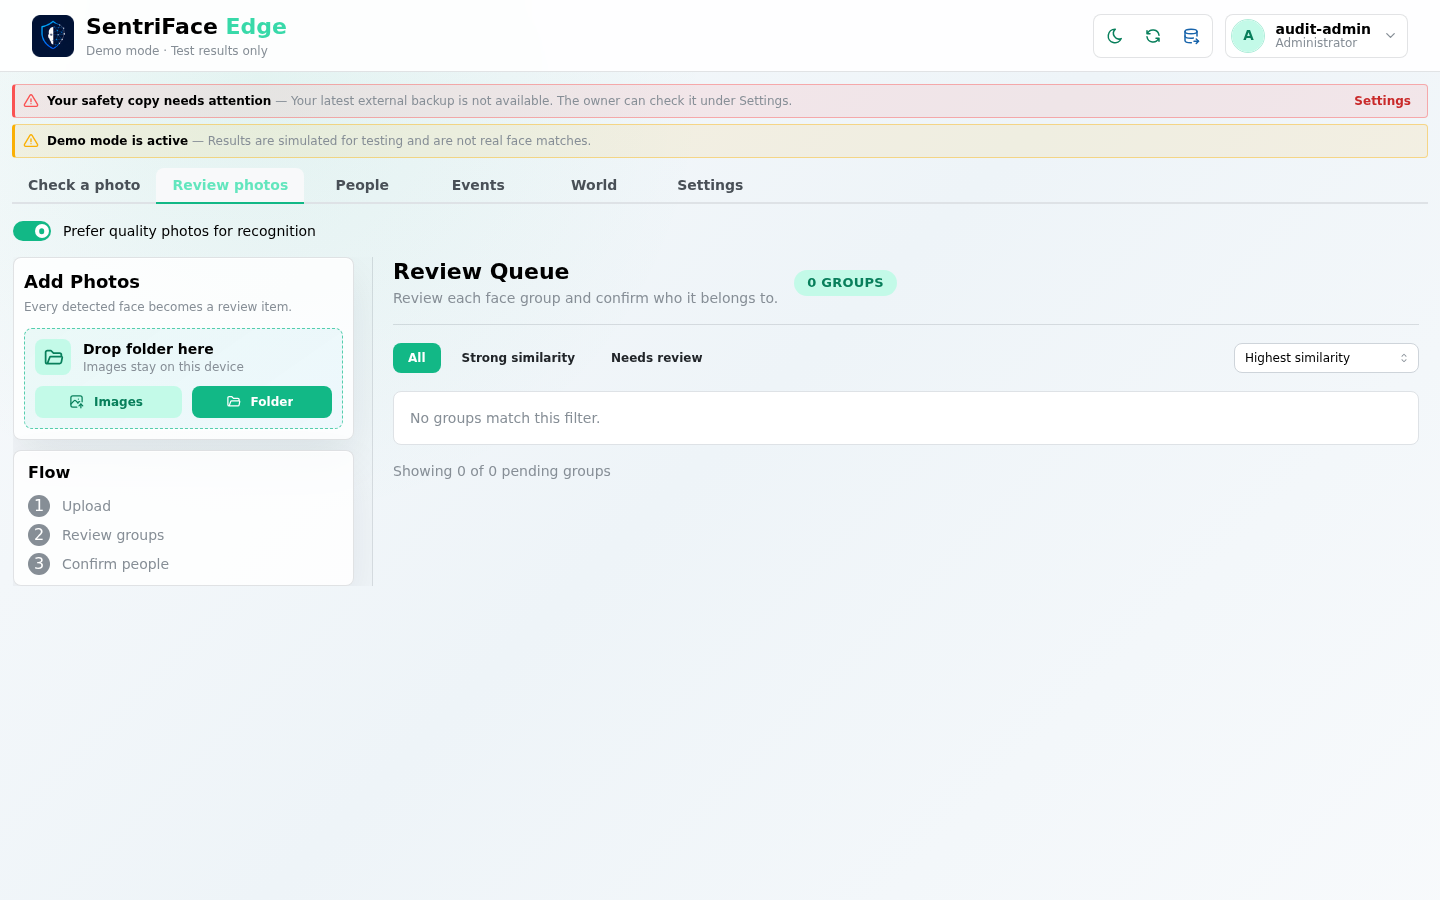 SentriFace Edge
Demo mode · Test results only
A
audit-admin
Administrator
Your safety copy needs attention — Your latest external backup is not available. The owner can check it under Settings.
Settings
Demo mode is active — Results are simulated for testing and are not real face matches.
Check a photo
Review photos
People
Events
World
Settings
Prefer quality photos for recognition
Add Photos
Every detected face becomes a review item.
Drop folder here
Images stay on this device
Images
Folder
Flow
1 Upload
2 Review groups
3 Confirm people
Review Queue
Review each face group and confirm who it belongs to.
0 GROUPS
All
Strong similarity
Needs review
Highest similarity
No groups match this filter.
Showing 0 of 0 pending groups